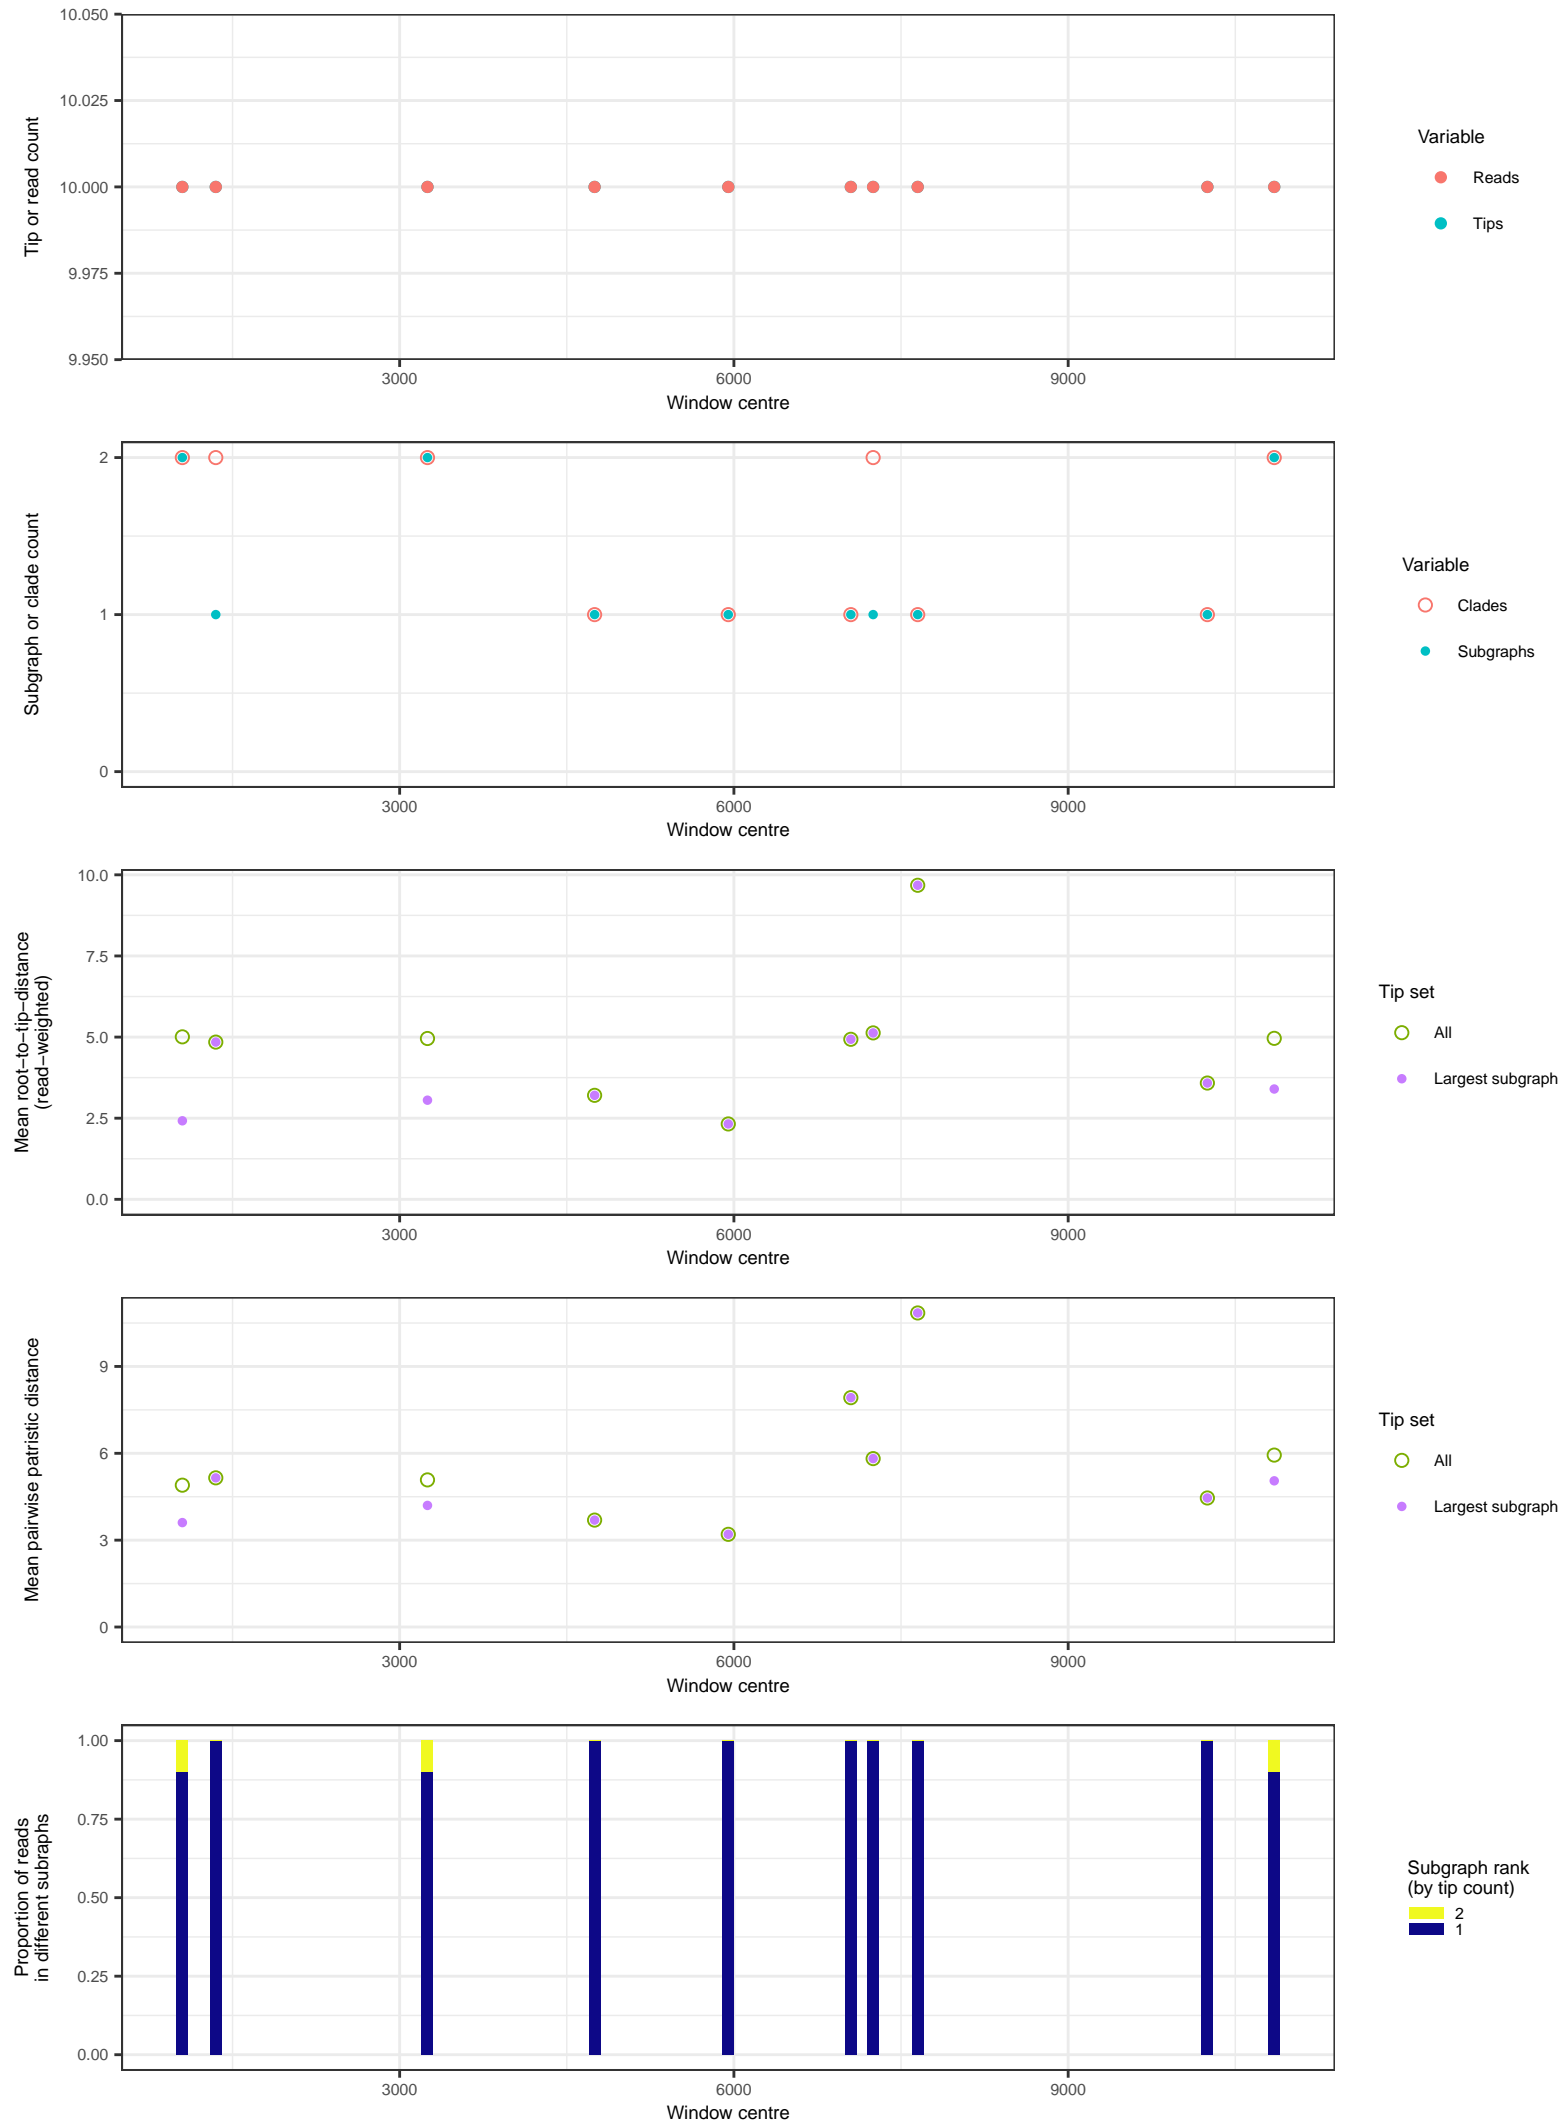 10.050
10.025
10.000
9.975
9.950
Tip or read count
3000 6000 9000
Window centre
Variable
Reads
Tips
2
1
0
Subgraph or clade count
3000 6000 9000
Window centre
Variable
Clades
Subgraphs
10.0
7.5
5.0
2.5
0.0
Mean root−to−tip−distance
(read−weighted)
3000 6000 9000
Window centre
Tip set
All
Largest subgraph
9
6
3
0
Mean pairwise patristic distance
3000 6000 9000
Window centre
Tip set
All
Largest subgraph
1.00
0.75
0.50
0.25
0.00
Proportion of reads
in different subraphs
3000 6000 9000
Window centre
Subgraph rank
(by tip count)
2
1